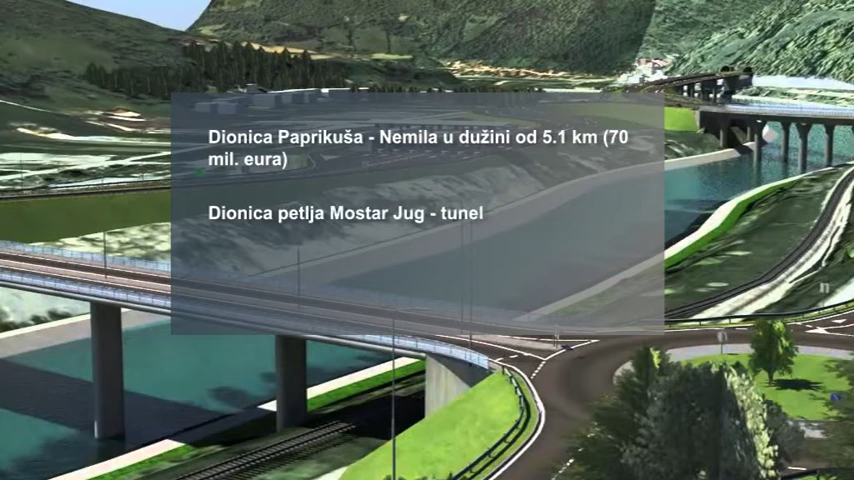 Dionica Paprikuša - Nemila u dužini od 5.1 km (70
mil. eura)
Dionica petlja Mostar Jug - tunel
n